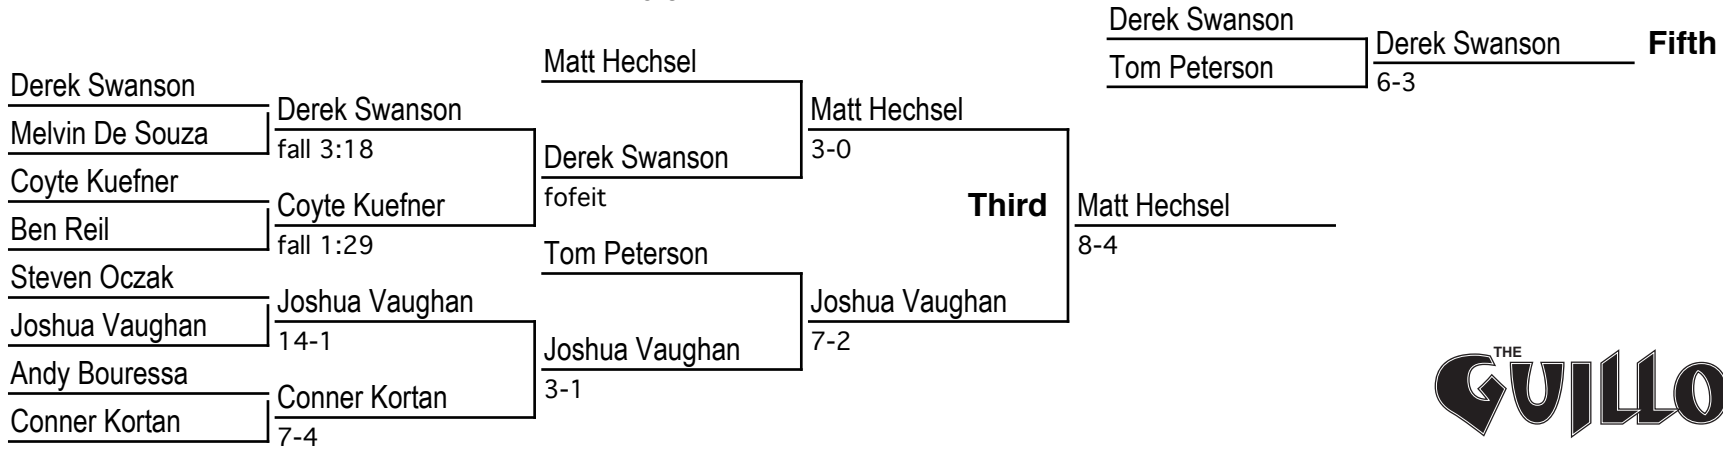 Derek Swanson
Melvin De Souza
Coyte Kuefner
Ben Reil
Steven Oczak
Joshua Vaughan
Andy Bouressa
Conner Kortan
Derek Swanson
fall 3:18
Coyte Kuefner
fall 1:29
Joshua Vaughan
14-1
Conner Kortan
7-4
Matt Hechsel
Derek Swanson
fofeit
Tom Peterson
Joshua Vaughan
3-1
Matt Hechsel
3-0
Joshua Vaughan
7-2
Third
Matt Hechsel
8-4
Derek Swanson
Tom Peterson
Derek Swanson
6-3
Fifth
THE
GUILLO